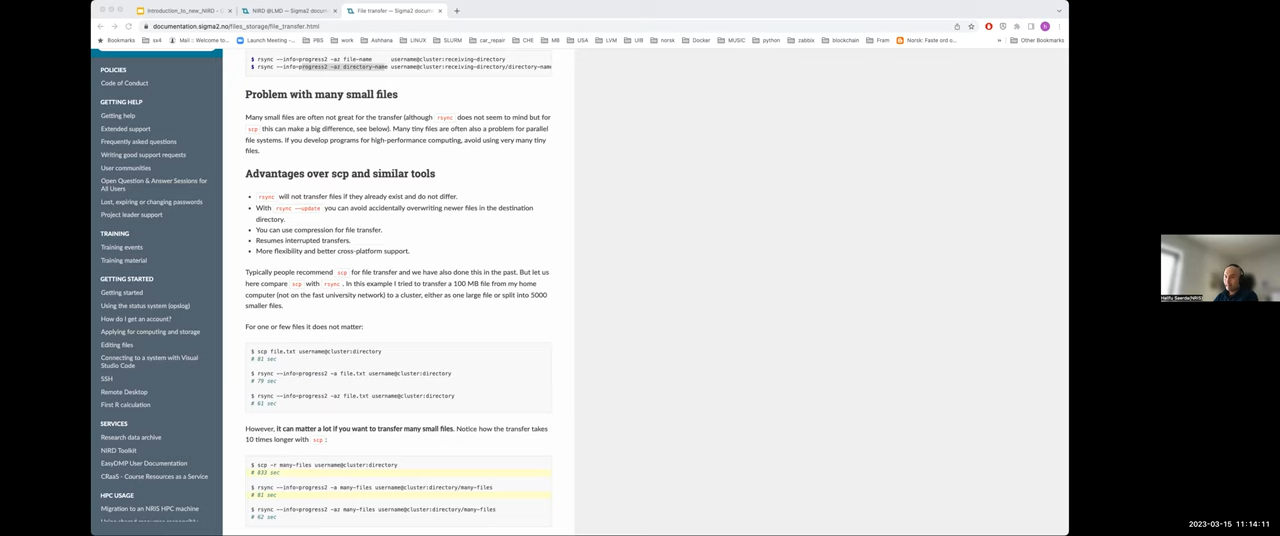 Introduction_to_new_NIRD - G
NIRD @LMD — Sigma2 documen
File transfer — Sigma2 docum
documentation.sigma2.no/files_storage/file_transfer.html
Bookmarks ss4 Mail :: Welcome to... Launch Meeting -... PBS work Ashhana LINUX SLURM car_repair CHE MB USA LVM UIB norsk Docker MUSIC python zabbix blockchain Fram Norsk: Faste ord o... Other Bookmarks
POLICIES
Code of Conduct
GETTING HELP
Getting help
Extended support
Frequently asked questions
Writing good support requests
User communities
Open Question & Answer Sessions for
All Users
Lost, expiring or changing passwords
Project leader support
TRAINING
Training events
Training material
GETTING STARTED
Getting started
Using the status system (opslog)
How do I get an account?
Applying for computing and storage
Editing files
Connecting to a system with Visual
Studio Code
SSH
Remote Desktop
First R calculation
SERVICES
Research data archive
NIRD Toolkit
EasyDMP User Documentation
CRaaS - Course Resources as a Service
HPC USAGE
Migration to an NRIS HPC machine
Using shared resources responsibly
$ rsync --info=progress2 -az file-name username@cluster:receiving-directory
$ rsync --info=progress2 -az directory-name username@cluster:receiving-directory/directory-name
Problem with many small files
Many small files are often not great for the transfer (although rsync does not seem to mind but for
scp this can make a big difference, see below). Many tiny files are often also a problem for parallel
file systems. If you develop programs for high-performance computing, avoid using very many tiny
files.
Advantages over scp and similar tools
• rsync will not transfer files if they already exist and do not differ.
• With rsync --update you can avoid accidentally overwriting newer files in the destination
directory.
• You can use compression for file transfer.
• Resumes interrupted transfers.
• More flexibility and better cross-platform support.
Typically people recommend scp for file transfer and we have also done this in the past. But let us
here compare scp with rsync . In this example I tried to transfer a 100 MB file from my home
computer (not on the fast university network) to a cluster, either as one large file or split into 5000
smaller files.
For one or few files it does not matter:
$ scp file.txt username@cluster:directory
# 81 sec
$ rsync --info=progress2 -a file.txt username@cluster:directory
# 79 sec
$ rsync --info=progress2 -az file.txt username@cluster:directory
# 61 sec
However, it can matter a lot if you want to transfer many small files. Notice how the transfer takes
10 times longer with scp :
$ scp -r many-files username@cluster:directory
# 833 sec
$ rsync --info=progress2 -a many-files username@cluster:directory/many-files
# 81 sec
$ rsync --info=progress2 -az many-files username@cluster:directory/many-files
# 62 sec
2023-03-15 11:14:11